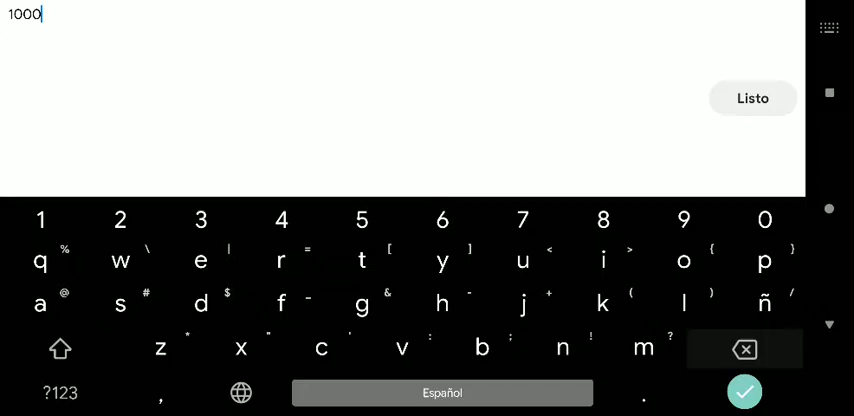 1000
Listo
1 2 3 4 5 6 7 8 9 0
q % w \ e | r = t [ y ] u < i > o { p }
a @ s # d $ f _ g & h - j + k ( l ) ñ /
z * x " c ' v : b ; n ! m ?
?123 , Español .